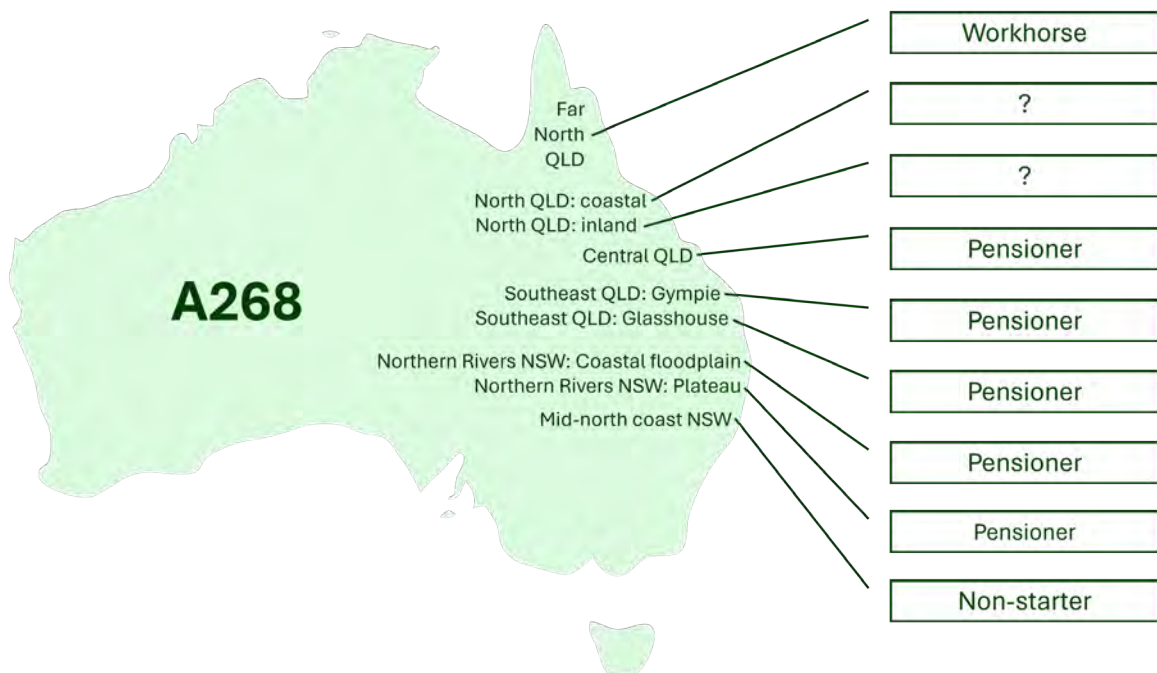 Workhorse
Far
North
QLD
?
?
North QLD: coastal
North QLD: inland
Central QLD
Pensioner
A268
Southeast QLD: Gympie
Southeast QLD: Glasshouse
Pensioner
Northern Rivers NSW: Coastal floodplain
Northern Rivers NSW: Plateau
Pensioner
Mid-north coast NSW
Pensioner
Pensioner
Non-starter